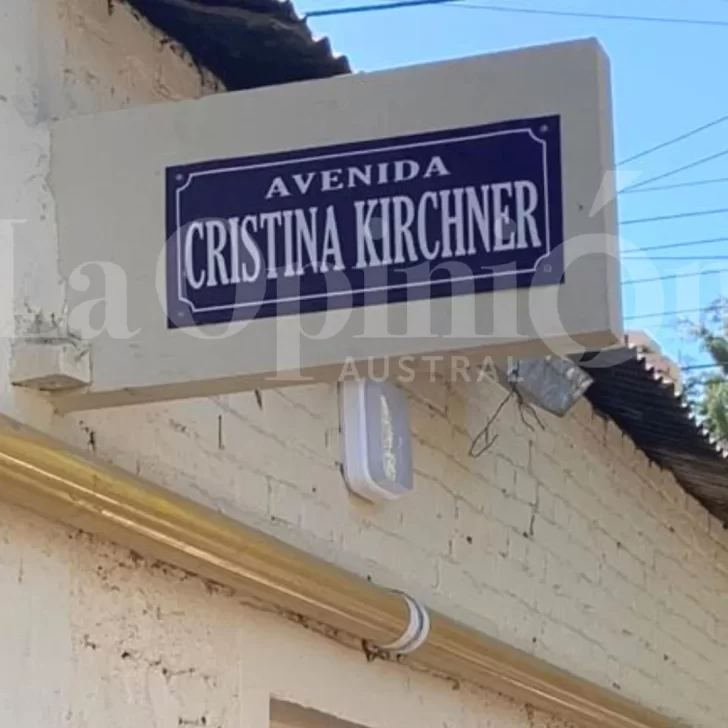 AVENIDA
CRISTINA KIRCHNER
La Opinión
AUSTRAL